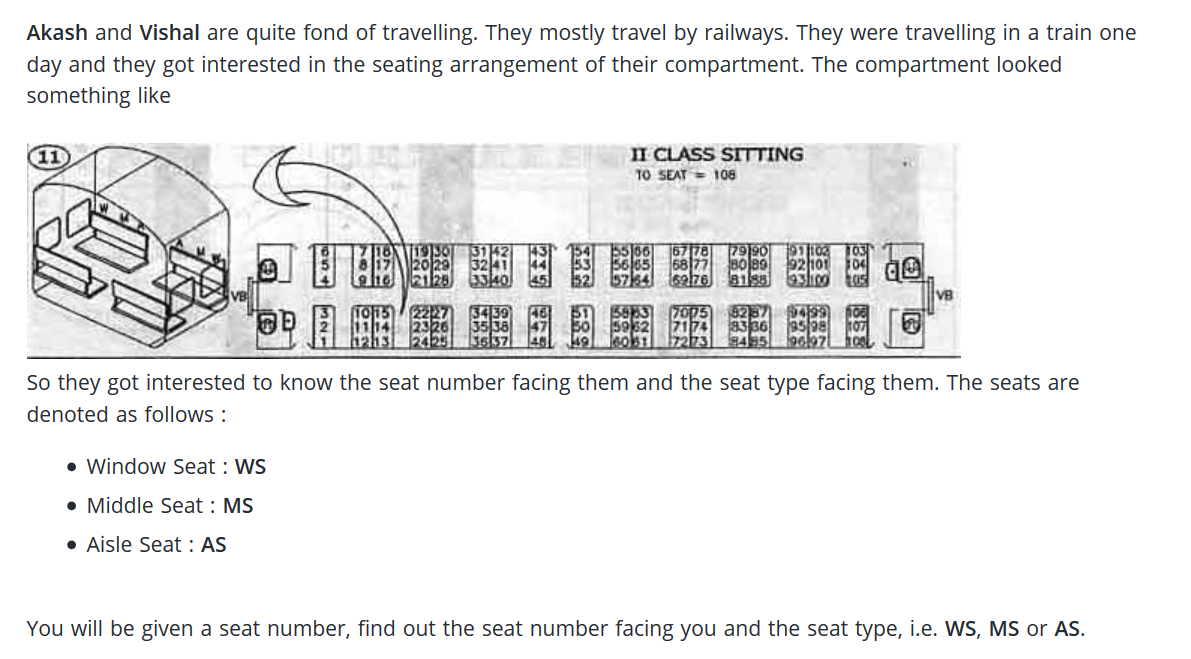 Akash and Vishal are quite fond of travelling. They mostly travel by railways. They were travelling in a train one
day and they got interested in the seating arrangement of their compartment. The compartment looked
something like
11
II CLASS SITTING
TO SEAT = 108
W M A
A M W
6 7 18 19 30 31 42 43 54 55 66 67 78 79 90 91 102 103
5 8 17 20 29 32 41 44 53 56 65 68 77 80 89 92 101 104
4 9 16 21 28 33 40 45 52 57 64 69 76 81 88 93 100 105
VB VB
3 10 15 22 27 34 39 46 51 58 63 70 75 82 87 94 99 106
2 11 14 23 26 35 38 47 50 59 62 71 74 83 86 95 98 107
1 12 13 24 25 36 37 48 49 60 61 72 73 84 85 96 97 108
So they got interested to know the seat number facing them and the seat type facing them. The seats are
denoted as follows :
• Window Seat : WS
• Middle Seat : MS
• Aisle Seat : AS
You will be given a seat number, find out the seat number facing you and the seat type, i.e. WS, MS or AS.